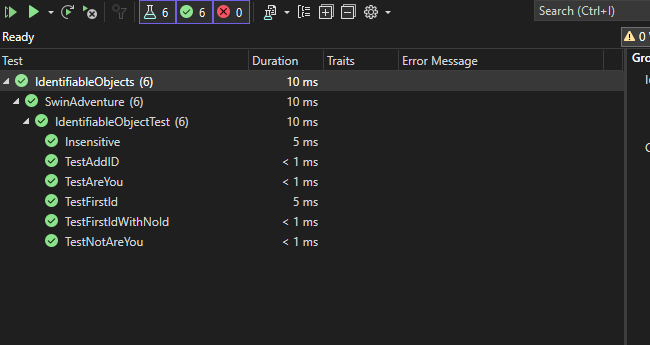 6 6 0 Search (Ctrl+I)
Ready 0
Test Duration Traits Error Message Gro
IdentifiableObjects (6) 10 ms
SwinAdventure (6) 10 ms
IdentifiableObjectTest (6) 10 ms
Insensitive 5 ms
TestAddID < 1 ms
TestAreYou < 1 ms
TestFirstId 5 ms
TestFirstIdWithNoId < 1 ms
TestNotAreYou < 1 ms